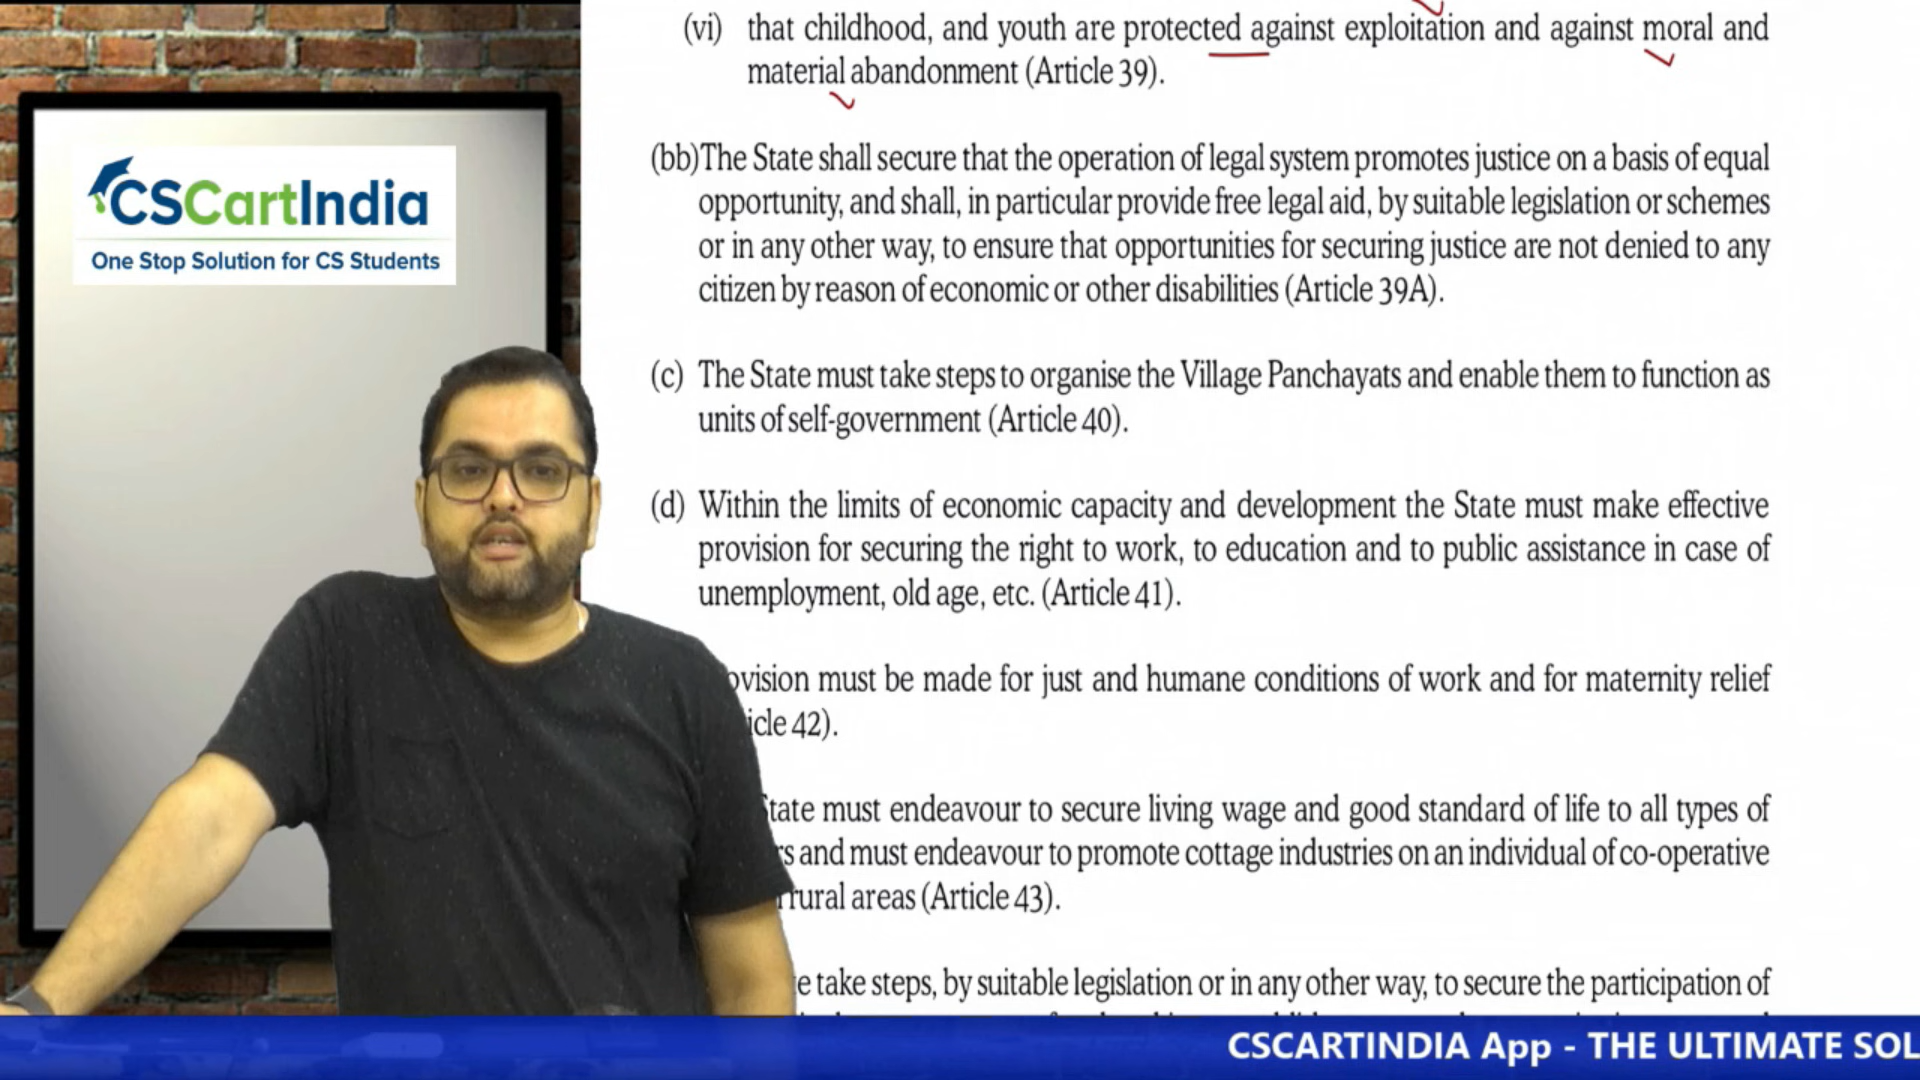 CSCartIndia
One Stop Solution for CS Students
(vi) that childhood, and youth are protected against exploitation and against moral and
material abandonment (Article 39).
(bb)The State shall secure that the operation of legal system promotes justice on a basis of equal
opportunity, and shall, in particular provide free legal aid, by suitable legislation or schemes
or in any other way, to ensure that opportunities for securing justice are not denied to any
citizen by reason of economic or other disabilities (Article 39A).
(c) The State must take steps to organise the Village Panchayats and enable them to function as
units of self-government (Article 40).
(d) Within the limits of economic capacity and development the State must make effective
provision for securing the right to work, to education and to public assistance in case of
unemployment, old age, etc. (Article 41).
ovision must be made for just and humane conditions of work and for maternity relief
icle 42).
State must endeavour to secure living wage and good standard of life to all types of
rs and must endeavour to promote cottage industries on an individual of co-operative
rural areas (Article 43).
e take steps, by suitable legislation or in any other way, to secure the participation of
CSCARTINDIA App - THE ULTIMATE SOL